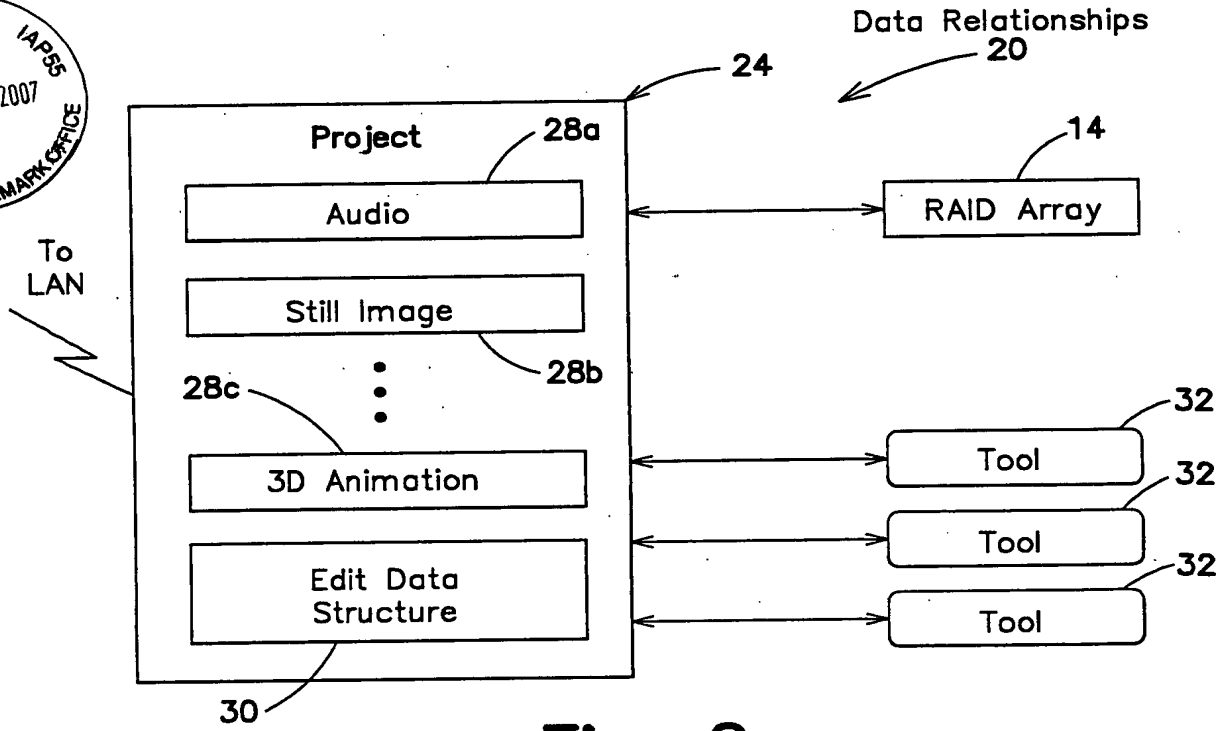 IAP55
2007
MARK OFFICE
Data Relationships
20
24
Project
28a
14
Audio
RAID Array
To
LAN
Still Image
28b
28c
32
3D Animation
Tool
32
Tool
Edit Data
Structure
32
Tool
30